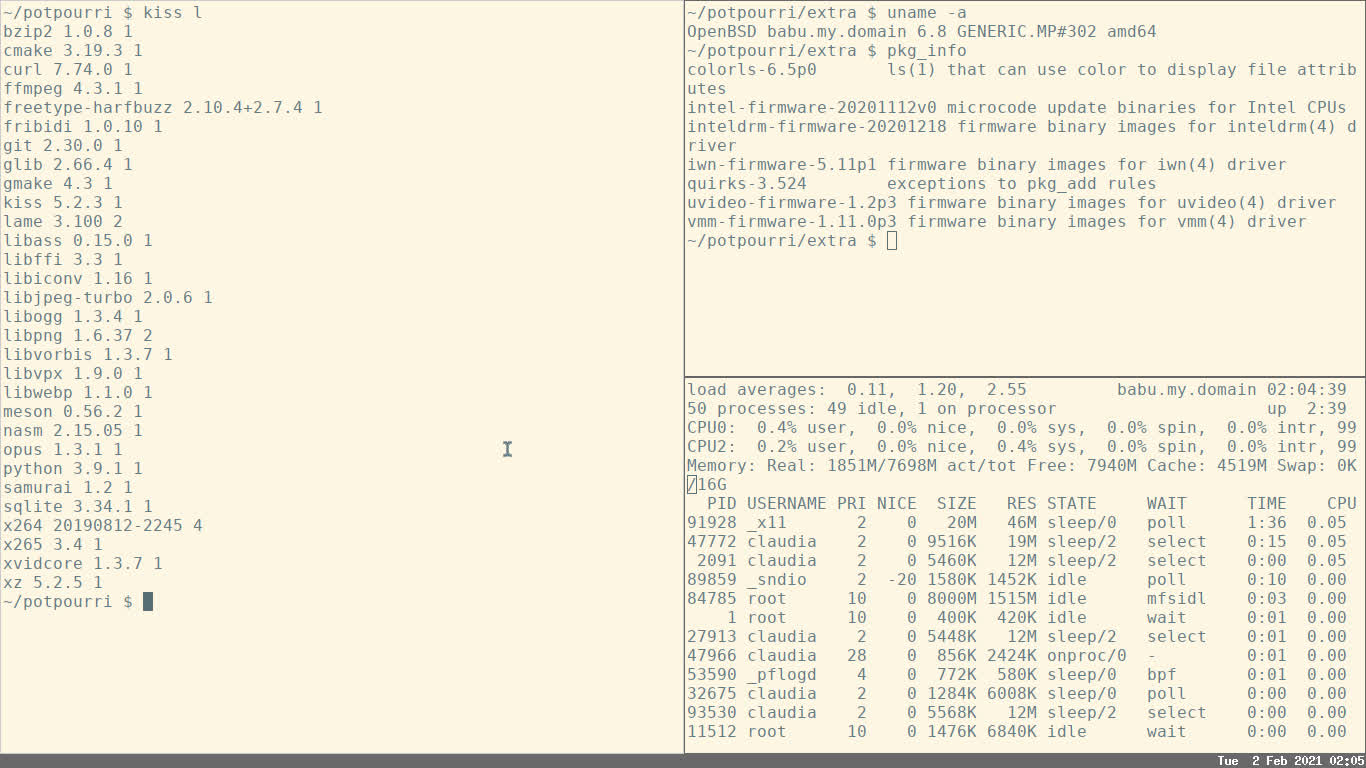 ~/potpourri $ kiss l
bzip2 1.0.8 1
cmake 3.19.3 1
curl 7.74.0 1
ffmpeg 4.3.1 1
freetype-harfbuzz 2.10.4+2.7.4 1
fribidi 1.0.10 1
git 2.30.0 1
glib 2.66.4 1
gmake 4.3 1
kiss 5.2.3 1
lame 3.100 2
libass 0.15.0 1
libffi 3.3 1
libiconv 1.16 1
libjpeg-turbo 2.0.6 1
libogg 1.3.4 1
libpng 1.6.37 2
libvorbis 1.3.7 1
libvpx 1.9.0 1
libwebp 1.1.0 1
meson 0.56.2 1
nasm 2.15.05 1
opus 1.3.1 1
python 3.9.1 1
samurai 1.2 1
sqlite 3.34.1 1
x264 20190812-2245 4
x265 3.4 1
xvidcore 1.3.7 1
xz 5.2.5 1
~/potpourri $
~/potpourri/extra $ uname -a
OpenBSD babu.my.domain 6.8 GENERIC.MP#302 amd64
~/potpourri/extra $ pkg_info
colorls-6.5p0       ls(1) that can use color to display file attrib
utes
intel-firmware-20201112v0 microcode update binaries for Intel CPUs
inteldrm-firmware-20201218 firmware binary images for inteldrm(4) d
river
iwn-firmware-5.11p1 firmware binary images for iwn(4) driver
quirks-3.524        exceptions to pkg_add rules
uvideo-firmware-1.2p3 firmware binary images for uvideo(4) driver
vmm-firmware-1.11.0p3 firmware binary images for vmm(4) driver
~/potpourri/extra $
load averages:  0.11,  1.20,  2.55         babu.my.domain 02:04:39
50 processes: 49 idle, 1 on processor                     up  2:39
CPU0:  0.4% user,  0.0% nice,  0.0% sys,  0.0% spin,  0.0% intr, 99
CPU2:  0.2% user,  0.0% nice,  0.4% sys,  0.0% spin,  0.0% intr, 99
Memory: Real: 1851M/7698M act/tot Free: 7940M Cache: 4519M Swap: 0K
/16G
  PID USERNAME PRI NICE  SIZE   RES STATE     WAIT      TIME    CPU
91928 _x11       2    0   20M   46M sleep/0   poll      1:36  0.05
47772 claudia    2    0 9516K   19M sleep/2   select    0:15  0.05
 2091 claudia    2    0 5460K   12M sleep/2   select    0:00  0.05
89859 _sndio     2  -20 1580K 1452K idle      poll      0:10  0.00
84785 root      10    0 8000M 1515M idle      mfsidl    0:03  0.00
    1 root      10    0  400K  420K idle      wait      0:01  0.00
27913 claudia    2    0 5448K   12M sleep/2   select    0:01  0.00
47966 claudia   28    0  856K 2424K onproc/0  -         0:01  0.00
53590 _pflogd    4    0  772K  580K sleep/0   bpf       0:01  0.00
32675 claudia    2    0 1284K 6008K sleep/0   poll      0:00  0.00
93530 claudia    2    0 5568K   12M sleep/2   select    0:00  0.00
11512 root      10    0 1476K 6840K idle      wait      0:00  0.00
Tue  2 Feb 2021 02:05